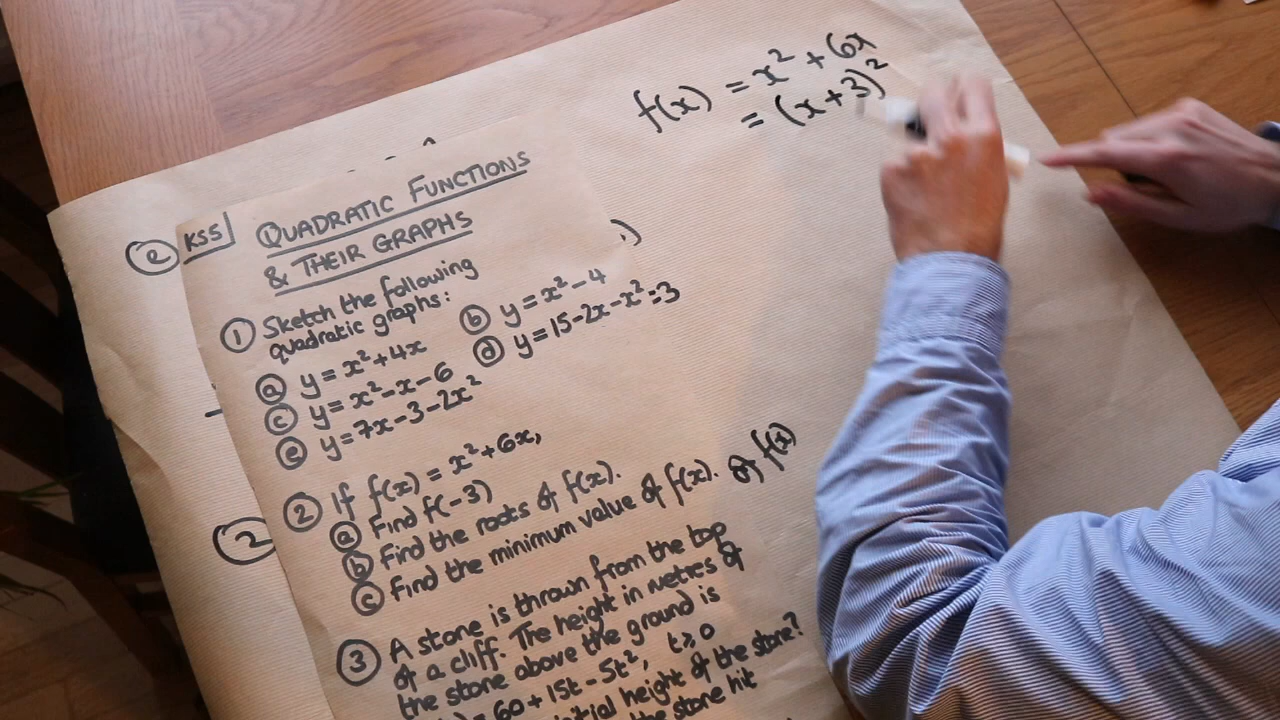 f(x) = x² + 6x
= (x+3)²
② KS5 QUADRATIC FUNCTIONS
& THEIR GRAPHS
① Sketch the following
quadratic graphs:
ⓐ y = x² + 4x ⓑ y = x² - 4
ⓒ y = x² - x - 6 ⓓ y = 15 - 2x - x² = 3
ⓔ y = 7x - 3 - 2x²
② If f(x) = x² + 6x,
ⓐ Find f(-3)
ⓑ Find the roots of f(x).
ⓒ Find the minimum value of f(x). of f(x)
②
③ A stone is thrown from the top
of a cliff. The height in metres of
the stone above the ground is
= 60 + 15t - 5t², t ≥ 0
initial height of the stone?
the stone hit